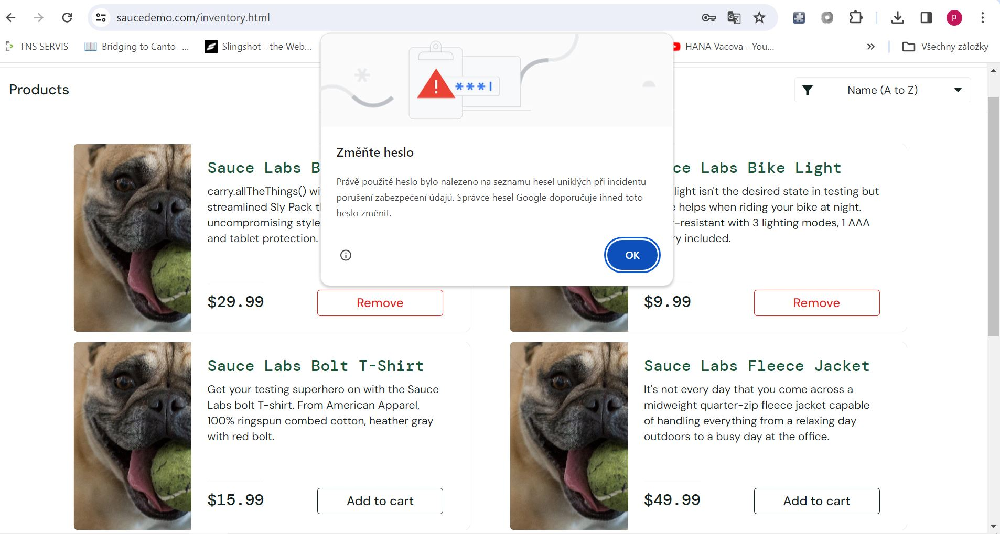 saucedemo.com/inventory.html
P
TNS SERVIS
Bridging to Canto -...
Slingshot - the Web...
HANA Vacova - You...
»
Všechny záložky
Products
Name (A to Z)
***|
Změňte heslo
Právě použité heslo bylo nalezeno na seznamu hesel uniklých při incidentu
porušení zabezpečení údajů. Správce hesel Google doporučuje ihned toto
heslo změnit.
OK
Sauce Labs B
carry.allTheThings() wi
streamlined Sly Pack t
uncompromising style
and tablet protection.
$29.99
Remove
ce Labs Bike Light
light isn't the desired state in testing but
helps when riding your bike at night.
-resistant with 3 lighting modes, 1 AAA
ry included.
$9.99
Remove
Sauce Labs Bolt T-Shirt
Get your testing superhero on with the Sauce
Labs bolt T-shirt. From American Apparel,
100% ringspun combed cotton, heather gray
with red bolt.
$15.99
Add to cart
Sauce Labs Fleece Jacket
It's not every day that you come across a
midweight quarter-zip fleece jacket capable
of handling everything from a relaxing day
outdoors to a busy day at the office.
$49.99
Add to cart